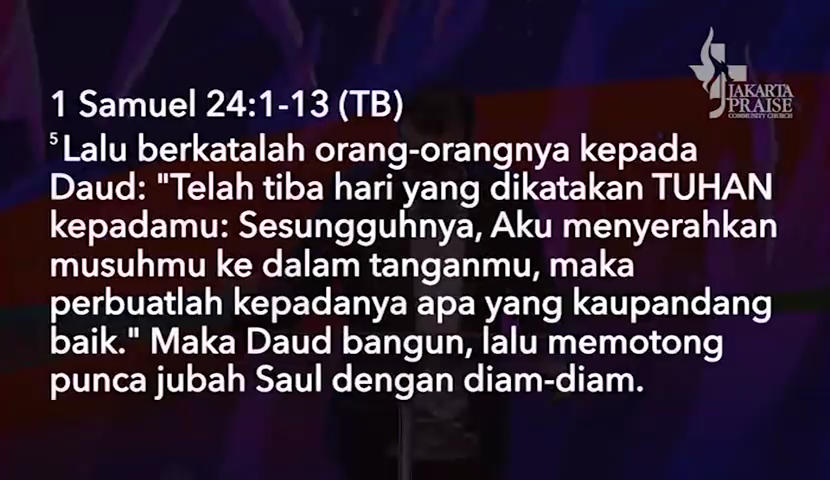 JAKARTA
PRAISE
COMMUNITY CHURCH
1 Samuel 24:1-13 (TB)
5 Lalu berkatalah orang-orangnya kepada
Daud: "Telah tiba hari yang dikatakan TUHAN
kepadamu: Sesungguhnya, Aku menyerahkan
musuhmu ke dalam tanganmu, maka
perbuatlah kepadanya apa yang kaupandang
baik." Maka Daud bangun, lalu memotong
punca jubah Saul dengan diam-diam.